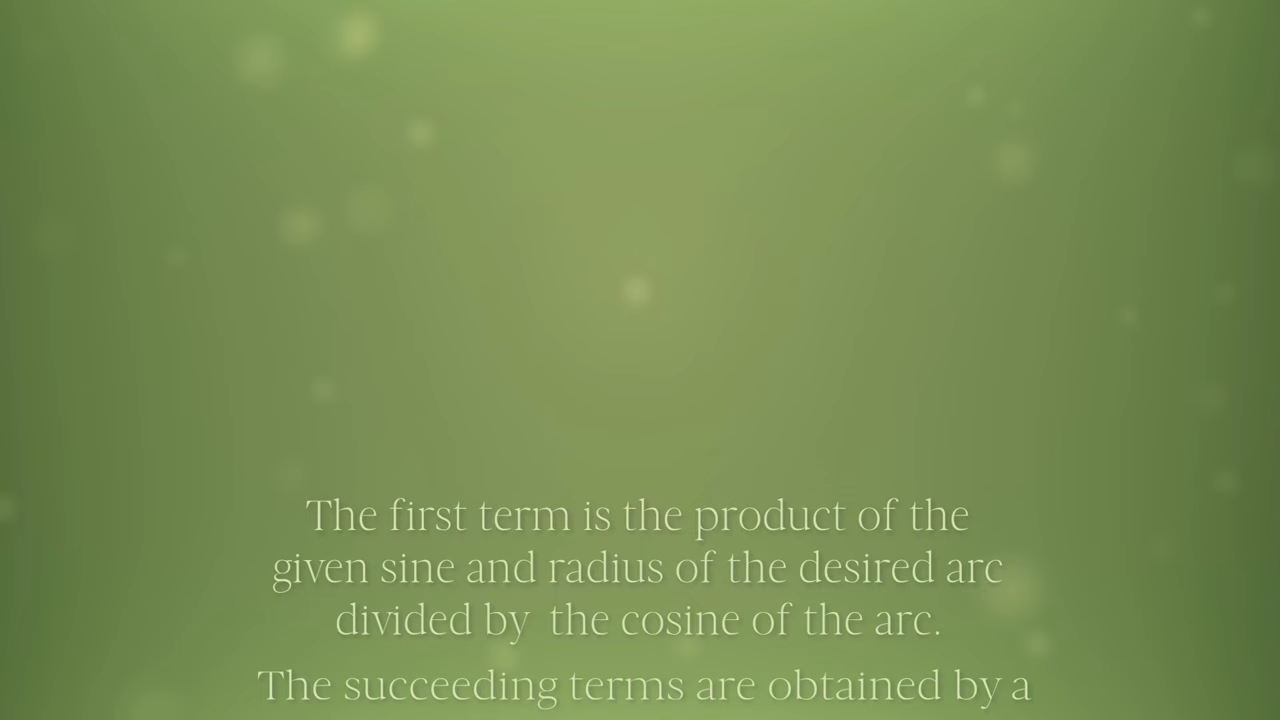 The first term is the product of the
given sine and radius of the desired arc
divided by  the cosine of the arc.
The succeeding terms are obtained by a